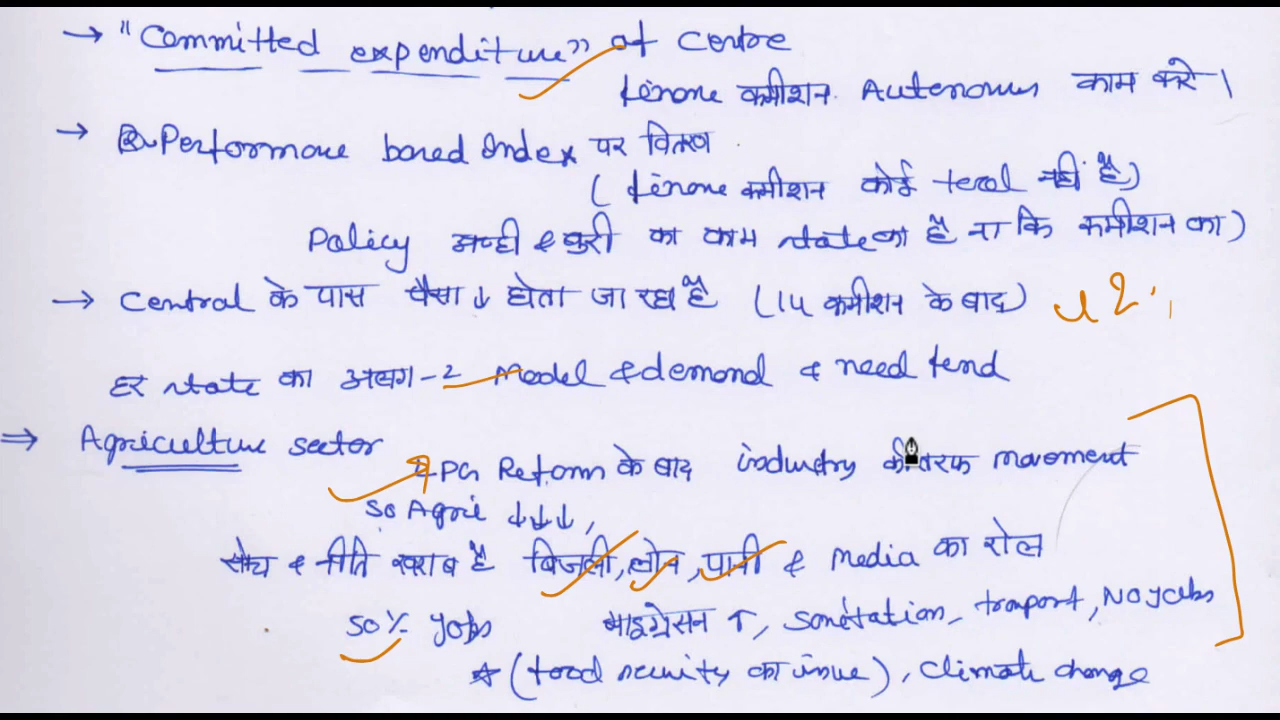 → "Committed expenditure" of Centre
finance कमीशन Autonomus काम करे।
→ Performance based Index पर वितरण
(finance कमीशन कोई tool नही है)
Policy अच्छी & बुरी का काम state का है ना कि कमीशन का)
→ Central के पास पैसा ↓ होता जा रहा है (14 कमीशन के बाद)
हर state का अलग-2 Model & demand & need fend
⇒ Agriculture sector
LPG Reform के बाद industry की तरफ movement
so Agri ↓↓↓,
सोच & नीति खराब है बिजली, लोन, पानी & Media का रोल
50% Jobs माइग्रेसन ↑, sanitation, transport, No Jobs
(food security का issue), climate change